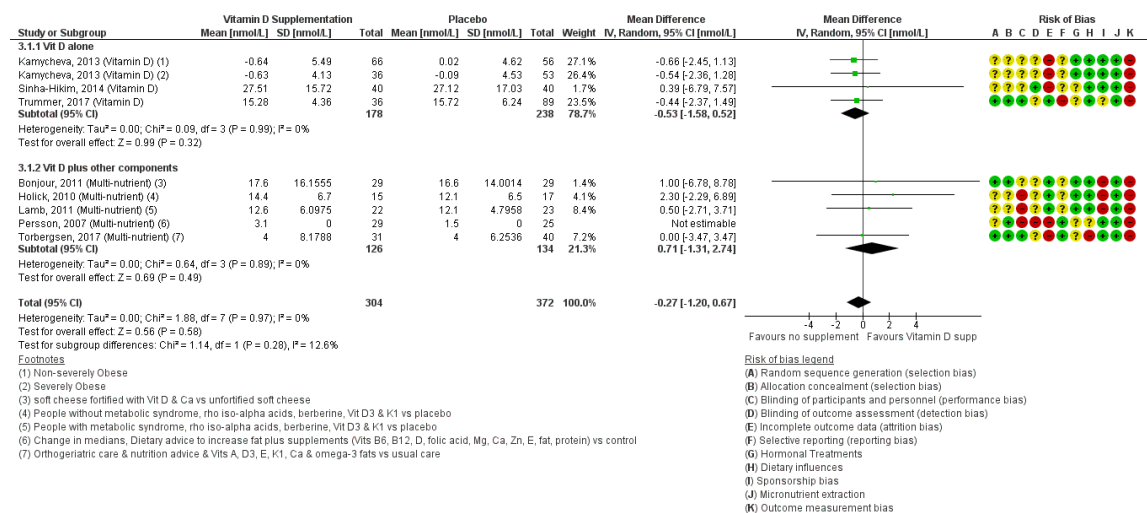 Vitamin D Supplementation Placebo Mean Difference Mean Difference Risk of Bias
Study or Subgroup Mean [nmol/L] SD [nmol/L] Total Mean [nmol/L] SD [nmol/L] Total Weight IV, Random, 95% CI [nmol/L] IV, Random, 95% CI [nmol/L] A B C D E F G H I J K
3.1.1 Vit D alone
Kamycheva, 2013 (Vitamin D) (1) -0.64 5.49 66 0.02 4.62 56 27.1% -0.66 [-2.45, 1.13]
Kamycheva, 2013 (Vitamin D) (2) -0.63 4.13 36 -0.09 4.53 53 26.4% -0.54 [-2.36, 1.28]
Sinha-Hikim, 2014 (Vitamin D) 27.51 15.72 40 27.12 17.03 40 1.7% 0.39 [-6.79, 7.57]
Trummer, 2017 (Vitamin D) 15.28 4.36 36 15.72 6.24 89 23.5% -0.44 [-2.37, 1.49]
Subtotal (95% CI) 178 238 78.7% -0.53 [-1.58, 0.52]
Heterogeneity: Tau² = 0.00; Chi² = 0.09, df = 3 (P = 0.99); I² = 0%
Test for overall effect: Z = 0.99 (P = 0.32)
3.1.2 Vit D plus other components
Bonjour, 2011 (Multi-nutrient) (3) 17.6 16.1555 29 16.6 14.0014 29 1.4% 1.00 [-6.78, 8.78]
Holick, 2010 (Multi-nutrient) (4) 14.4 6.7 15 12.1 6.5 17 4.2% 2.30 [-2.29, 6.89]
Lamb, 2011 (Multi-nutrient) (5) 12.6 6.0975 22 12.1 4.7958 23 8.4% 0.50 [-2.71, 3.71]
Persson, 2007 (Multi-nutrient) (6) 3.1 0 29 1.5 0 25 Not estimable
Torbergsen, 2017 (Multi-nutrient) (7) 4 8.1788 31 4 6.2536 40 7.2% 0.00 [-3.47, 3.47]
Subtotal (95% CI) 126 134 21.3% 0.71 [-1.31, 2.74]
Heterogeneity: Tau² = 0.00; Chi² = 0.64, df = 3 (P = 0.89); I² = 0%
Test for overall effect: Z = 0.69 (P = 0.49)
Total (95% CI) 304 372 100.0% -0.27 [-1.20, 0.67]
Heterogeneity: Tau² = 0.00; Chi² = 1.88, df = 7 (P = 0.97); I² = 0%
Test for overall effect: Z = 0.56 (P = 0.58)
Test for subgroup differences: Chi² = 1.14, df = 1 (P = 0.28), I² = 12.6%
-4 -2 0 2 4
Favours no supplement Favours Vitamin D supp
Footnotes
(1) Non-severely Obese
(2) Severely Obese
(3) soft cheese fortified with Vit D & Ca vs unfortified soft cheese
(4) People without metabolic syndrome, rho iso-alpha acids, berberine, Vit D3 & K1 vs placebo
(5) People with metabolic syndrome, rho iso-alpha acids, berberine, Vit D3 & K1 vs placebo
(6) Change in medians, Dietary advice to increase fat plus supplements (Vits B6, B12, D, folic acid, Mg, Ca, Zn, E, fat, protein) vs control
(7) Orthogeriatric care & nutrition advice & Vits A, D3, E, K1, Ca & omega-3 fats vs usual care
Risk of bias legend
(A) Random sequence generation (selection bias)
(B) Allocation concealment (selection bias)
(C) Blinding of participants and personnel (performance bias)
(D) Blinding of outcome assessment (detection bias)
(E) Incomplete outcome data (attrition bias)
(F) Selective reporting (reporting bias)
(G) Hormonal Treatments
(H) Dietary influences
(I) Sponsorship bias
(J) Micronutrient extraction
(K) Outcome measurement bias